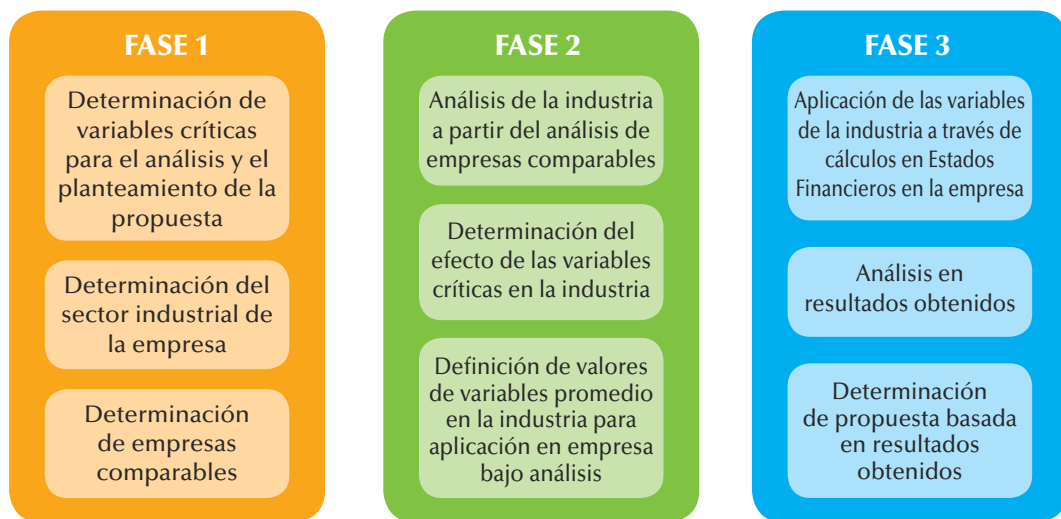 FASE 1
Determinación de
variables críticas
para el análisis y el
planteamiento de la
propuesta
Determinación del
sector industrial de
la empresa
Determinación
de empresas
comparables
FASE 2
Análisis de la industria
a partir del análisis de
empresas comparables
Determinación del
efecto de las variables
críticas en la industria
Definición de valores
de variables promedio
en la industria para
aplicación en empresa
bajo análisis
FASE 3
Aplicación de las variables
de la industria a través de
cálculos en Estados
Financieros en la empresa
Análisis en
resultados obtenidos
Determinación
de propuesta basada
en resultados
obtenidos